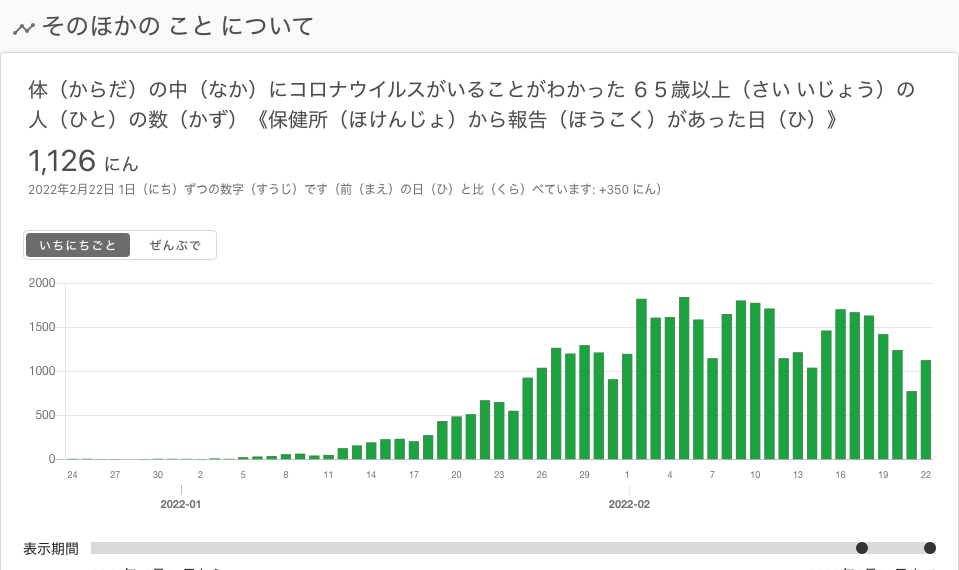 そのほかの こと について
体（からだ）の中（なか）にコロナウイルスがいることがわかった ６５歳以上（さい いじょう）の
人（ひと）の数（かず）《保健所（ほけんじょ）から報告（ほうこく）があった日（ひ）》
1,126 にん
2022年2月22日 1日（にち）ずつの数字（すうじ）です（前（まえ）の日（ひ）と比（くら）べています: +350 にん）
いちにちごと ぜんぶで
2000
1500
1000
500
0
24 27 30 2 5 8 11 14 17 20 23 26 29 1 4 7 10 13 16 19 22
2022-01 2022-02
表示期間